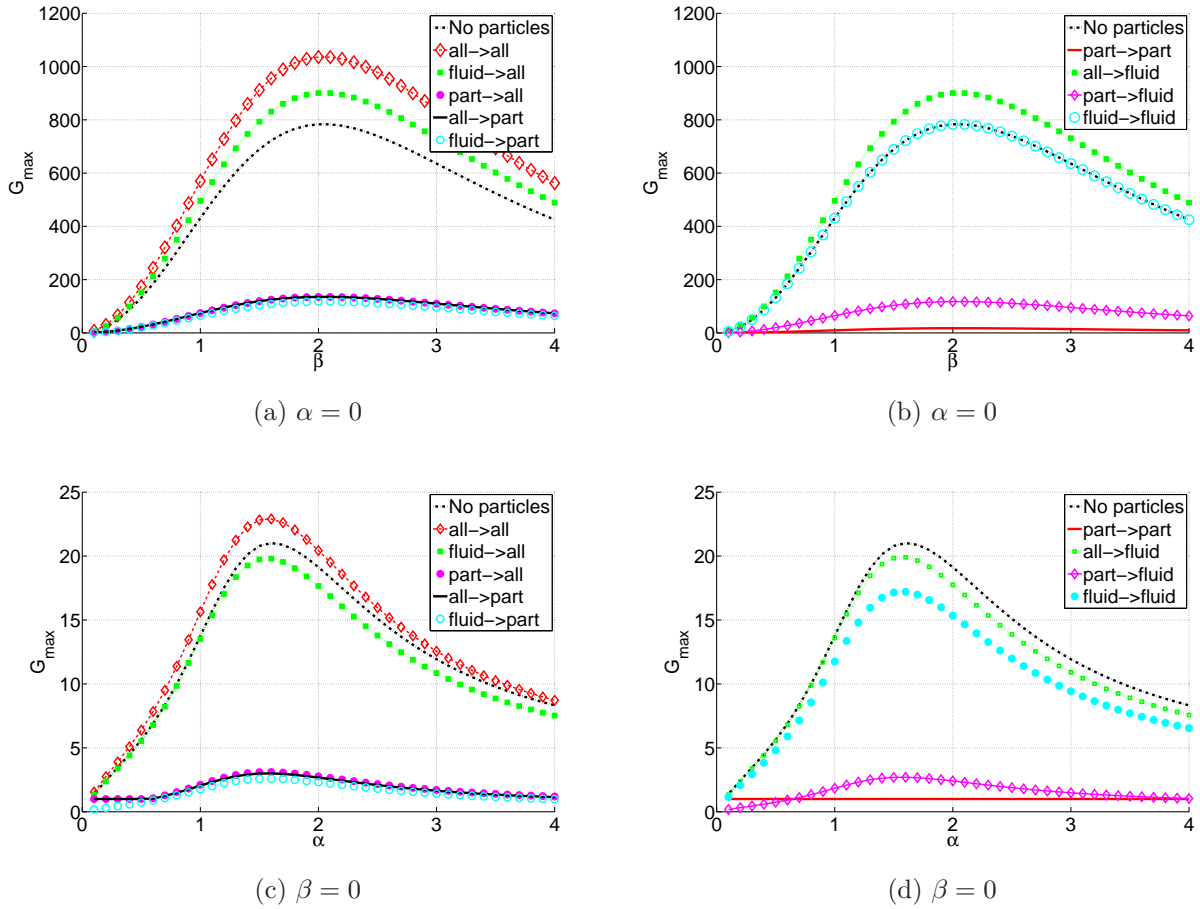 1200
1000
800
600
400
200
0
G_max
0
1
2
3
4
β
No particles
all->all
fluid->all
part->all
all->part
fluid->part
(a) α = 0
1200
1000
800
600
400
200
0
G_max
0
1
2
3
4
β
No particles
part->part
all->fluid
part->fluid
fluid->fluid
(b) α = 0
25
20
15
10
5
0
G_max
0
1
2
3
4
α
No particles
all->all
fluid->all
part->all
all->part
fluid->part
(c) β = 0
25
20
15
10
5
0
G_max
0
1
2
3
4
α
No particles
part->part
all->fluid
part->fluid
fluid->fluid
(d) β = 0